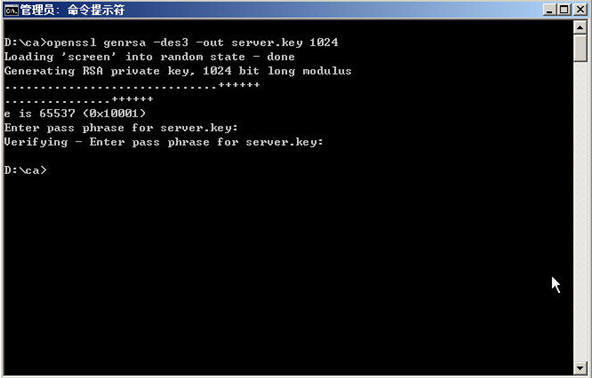 管理员: 命令提示符
D:\ca>openssl genrsa -des3 -out server.key 1024
Loading 'screen' into random state - done
Generating RSA private key, 1024 bit long modulus
..............................++++++
...............++++++
e is 65537 (0x10001)
Enter pass phrase for server.key:
Verifying - Enter pass phrase for server.key:
D:\ca>